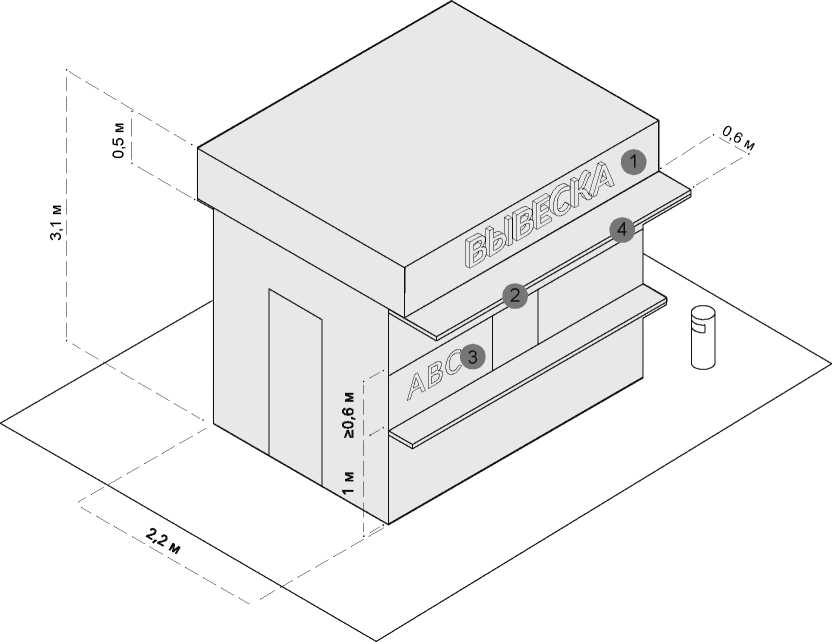 0,6 м
0,5 м
1
ВЫВЕСКА
3,1 м
4
2
3
АВС
≥0,6 м
1 м
2,2 м